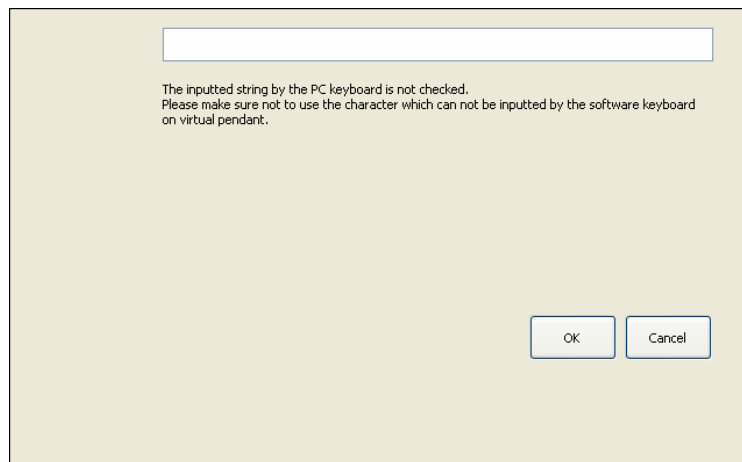 The inputted string by the PC keyboard is not checked.
Please make sure not to use the character which can not be inputted by the software keyboard
on virtual pendant.
OK
Cancel